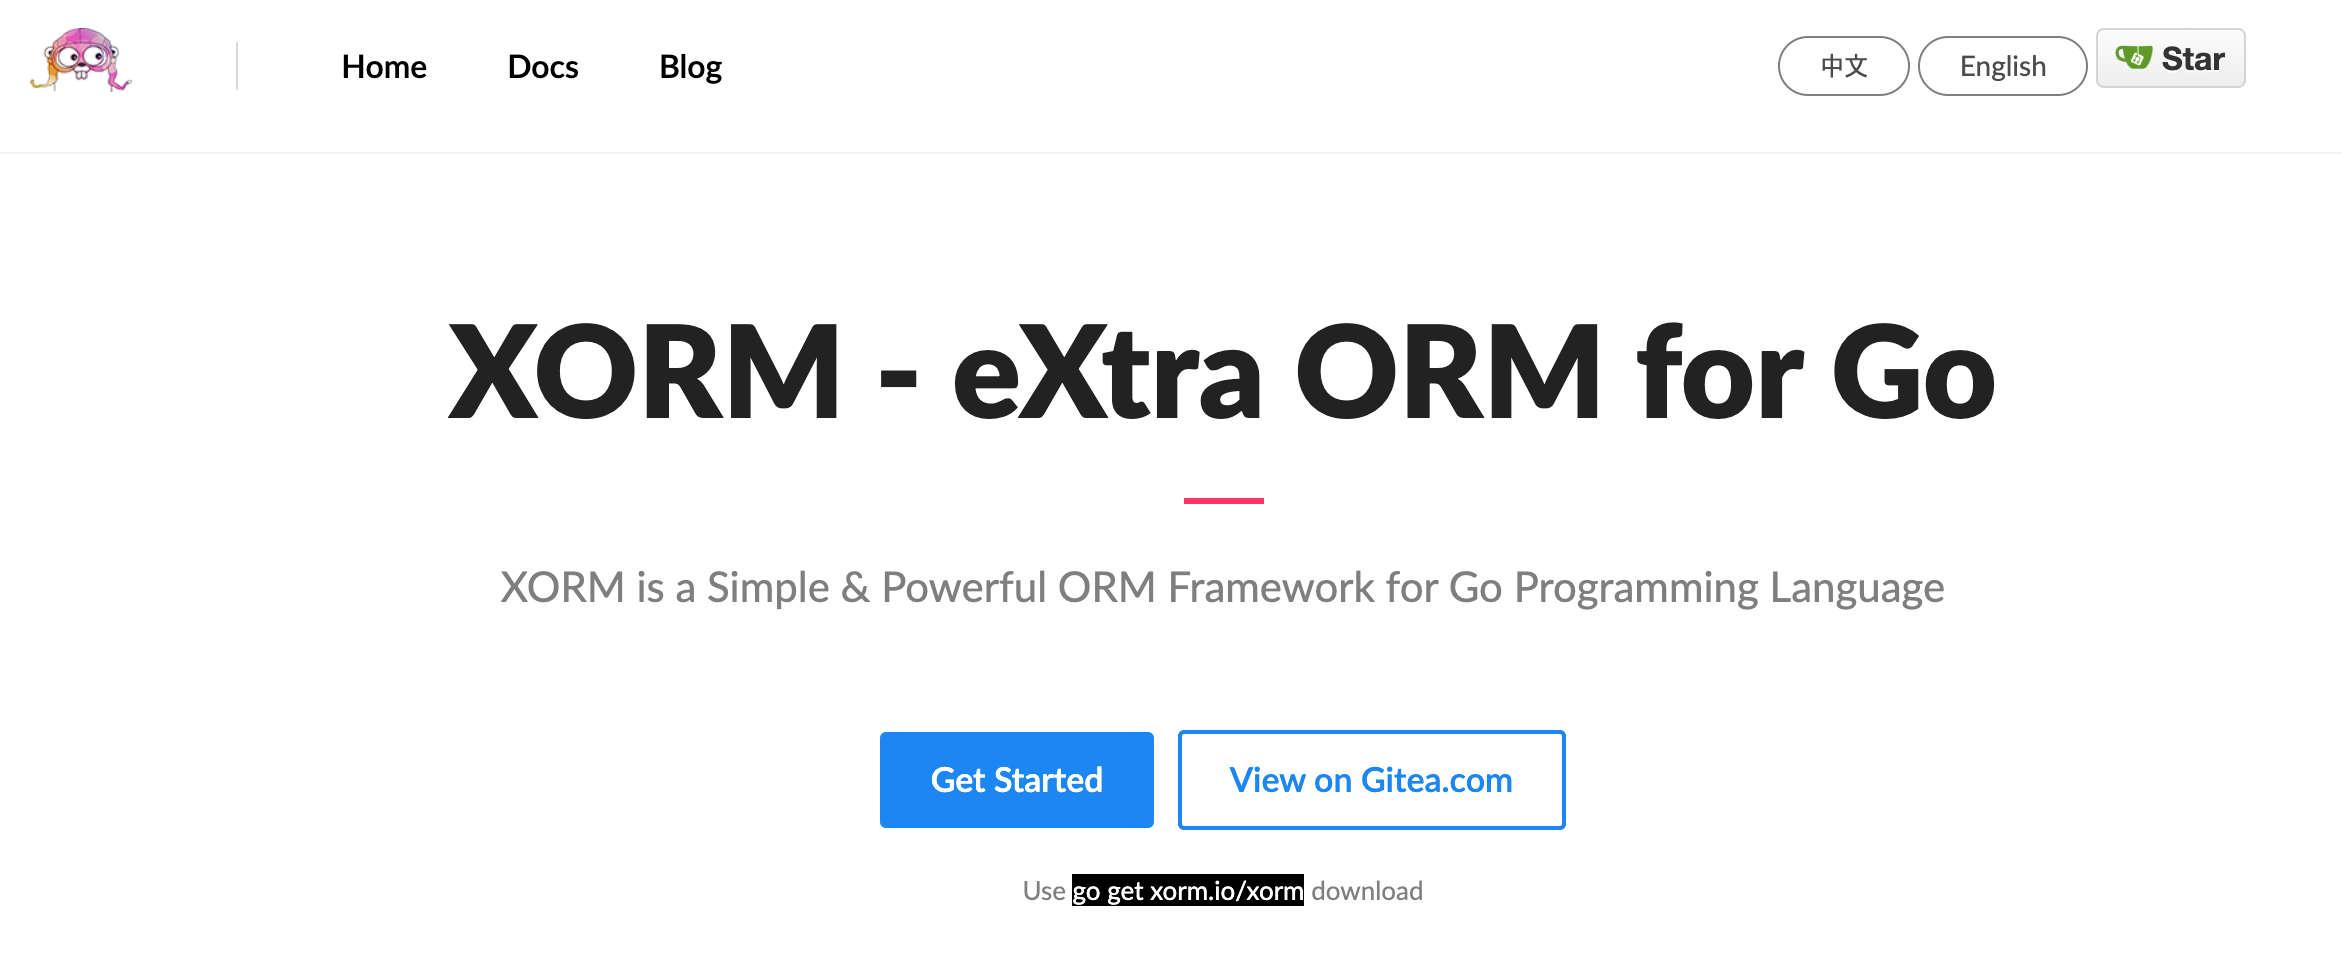 Home Docs Blog 中文 English Star
XORM - eXtra ORM for Go
XORM is a Simple & Powerful ORM Framework for Go Programming Language
Get Started View on Gitea.com
Use go get xorm.io/xorm download